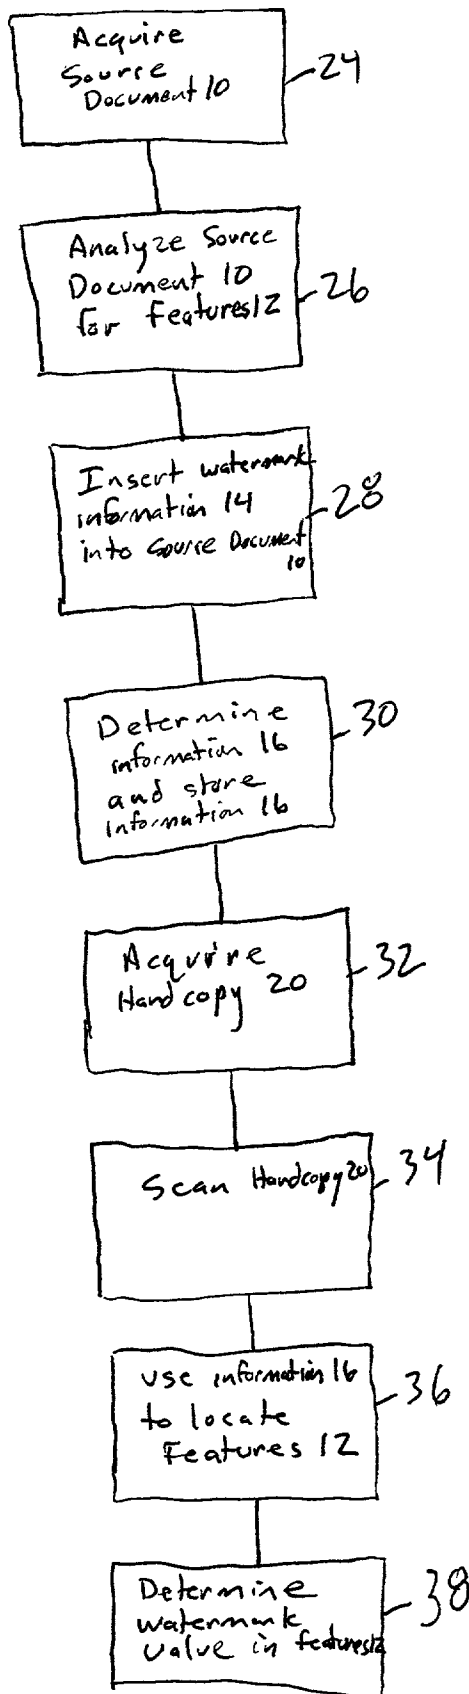 Acquire
Source
Document 10
24
Analyze Source
Document 10
for features 12
26
Insert watermark
information 14
into Source Document
10
28
Determine
information 16
and store
information 16
30
Acquire
Hardcopy 20
32
Scan Hardcopy 20
34
use information 16
to locate
Features 12
36
Determine
watermark
value in features 12
38